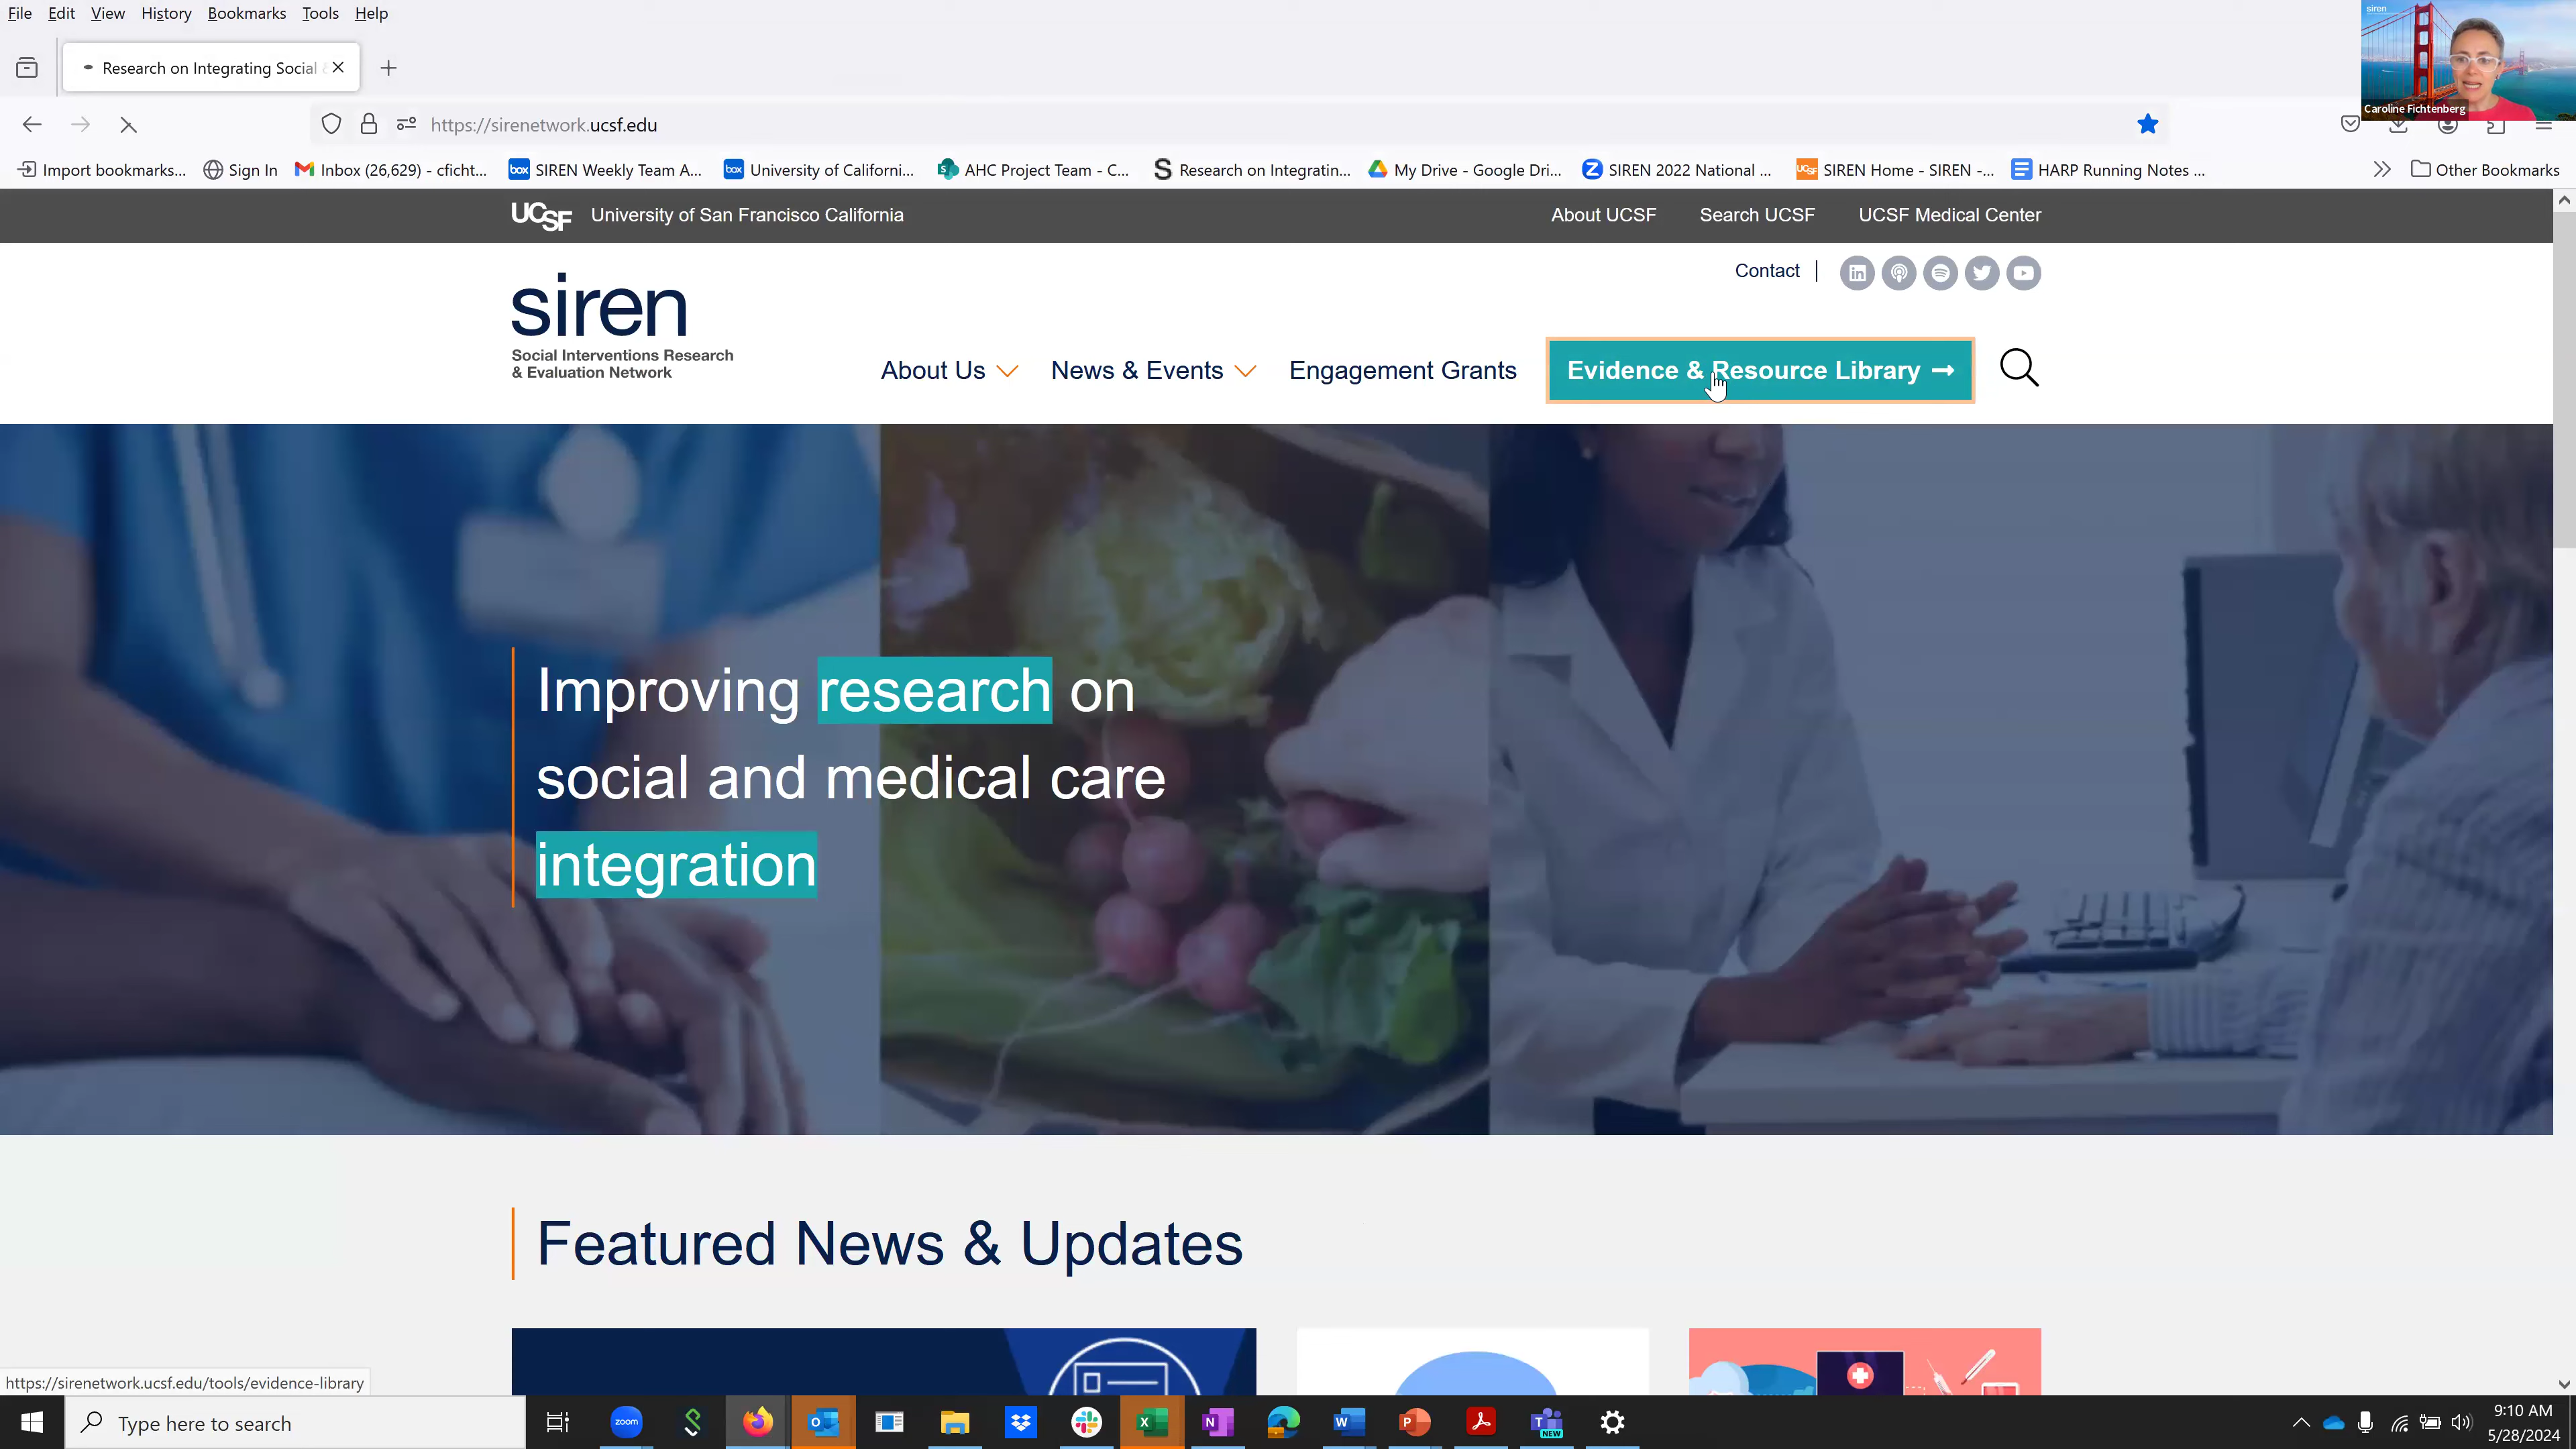 File Edit View History Bookmarks Tools Help
siren
Caroline Fichtenberg
Research on Integrating Social &
https://sirenetwork.ucsf.edu
Import bookmarks... Sign In Inbox (26,629) - cficht... SIREN Weekly Team A... University of Californi... AHC Project Team - C... Research on Integratin... My Drive - Google Dri... SIREN 2022 National ... SIREN Home - SIREN -... HARP Running Notes ... Other Bookmarks
UCSF University of San Francisco California About UCSF Search UCSF UCSF Medical Center
Contact
siren
Social Interventions Research
& Evaluation Network
About Us News & Events Engagement Grants Evidence & Resource Library
Improving research on
social and medical care
integration
Featured News & Updates
https://sirenetwork.ucsf.edu/tools/evidence-library
Type here to search
zoom
NEW
9:10 AM
5/28/2024